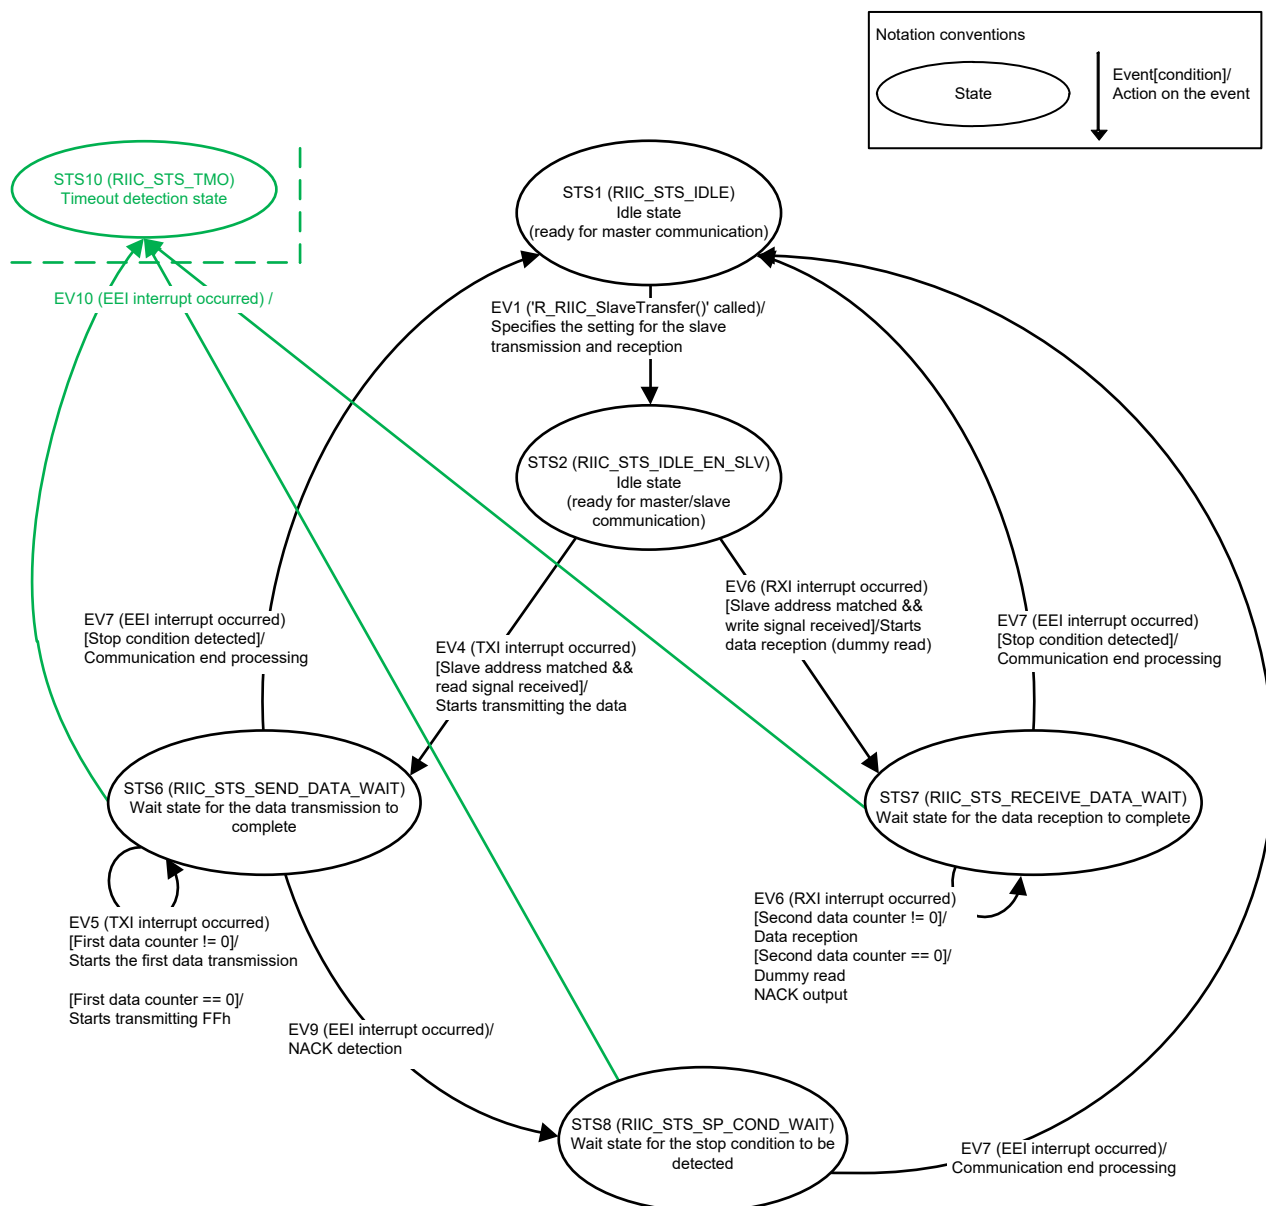 Notation conventions
State
Event[condition]/
Action on the event
STS10 (RIIC_STS_TMO)
Timeout detection state
STS1 (RIIC_STS_IDLE)
Idle state
(ready for master communication)
EV10 (EEI interrupt occurred) /
EV1 ('R_RIIC_SlaveTransfer()' called)/
Specifies the setting for the slave
transmission and reception
STS2 (RIIC_STS_IDLE_EN_SLV)
Idle state
(ready for master/slave
communication)
EV7 (EEI interrupt occurred)
[Stop condition detected]/
Communication end processing
EV4 (TXI interrupt occurred)
[Slave address matched &&
read signal received]/
Starts transmitting the data
EV6 (RXI interrupt occurred)
[Slave address matched &&
write signal received]/Starts
data reception (dummy read)
EV7 (EEI interrupt occurred)
[Stop condition detected]/
Communication end processing
STS6 (RIIC_STS_SEND_DATA_WAIT)
Wait state for the data transmission to
complete
STS7 (RIIC_STS_RECEIVE_DATA_WAIT)
Wait state for the data reception to complete
EV5 (TXI interrupt occurred)
[First data counter != 0]/
Starts the first data transmission
[First data counter == 0]/
Starts transmitting FFh
EV6 (RXI interrupt occurred)
[Second data counter != 0]/
Data reception
[Second data counter == 0]/
Dummy read
NACK output
EV9 (EEI interrupt occurred)/
NACK detection
STS8 (RIIC_STS_SP_COND_WAIT)
Wait state for the stop condition to be
detected
EV7 (EEI interrupt occurred)/
Communication end processing